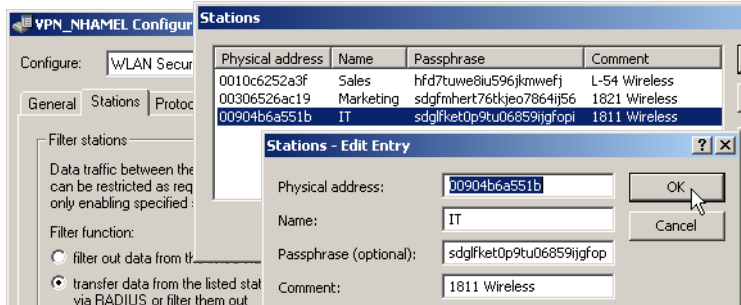 VPN_NHAMEL Configur
Configure: WLAN Secur
General Stations Protoc
Filter stations
Data traffic between the
can be restricted as req
only enabling specified
Filter function:
filter out data from th
transfer data from the listed stat
via RADIUS or filter them out
Stations
Physical address Name Passphrase Comment
0010c6252a3f Sales hfd7tuwe8iu596jkmwefj L-54 Wireless
00306526ac19 Marketing sdgfmhert76tkjeo7864ij56 1821 Wireless
00904b6a551b IT sdglfket0p9tu06859ijgfopi 1811 Wireless
Stations - Edit Entry
Physical address: 00904b6a551b OK
Name: IT Cancel
Passphrase (optional): sdglfket0p9tu06859ijgfop
Comment: 1811 Wireless